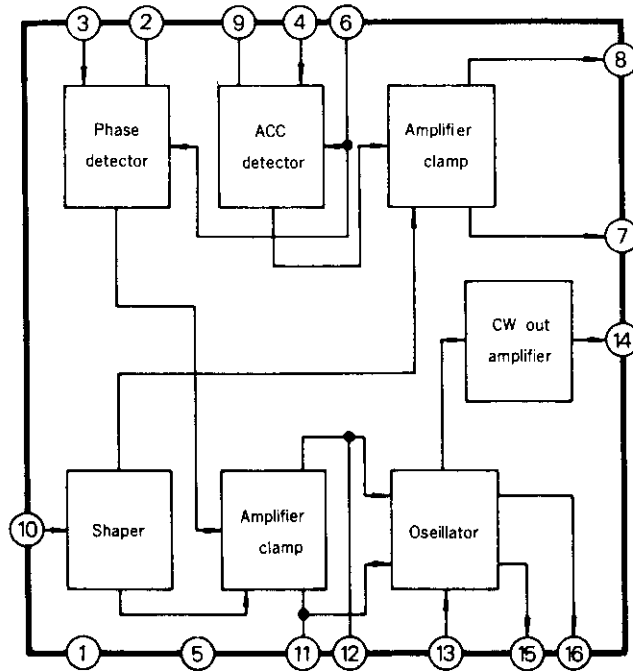 3 2 9 4 6
8
Phase
detector
ACC
detector
Amplifier
clamp
7
CW out
amplifier
14
10
Shaper
Amplifier
clamp
Oseillator
1 5 11 12 13 15 16